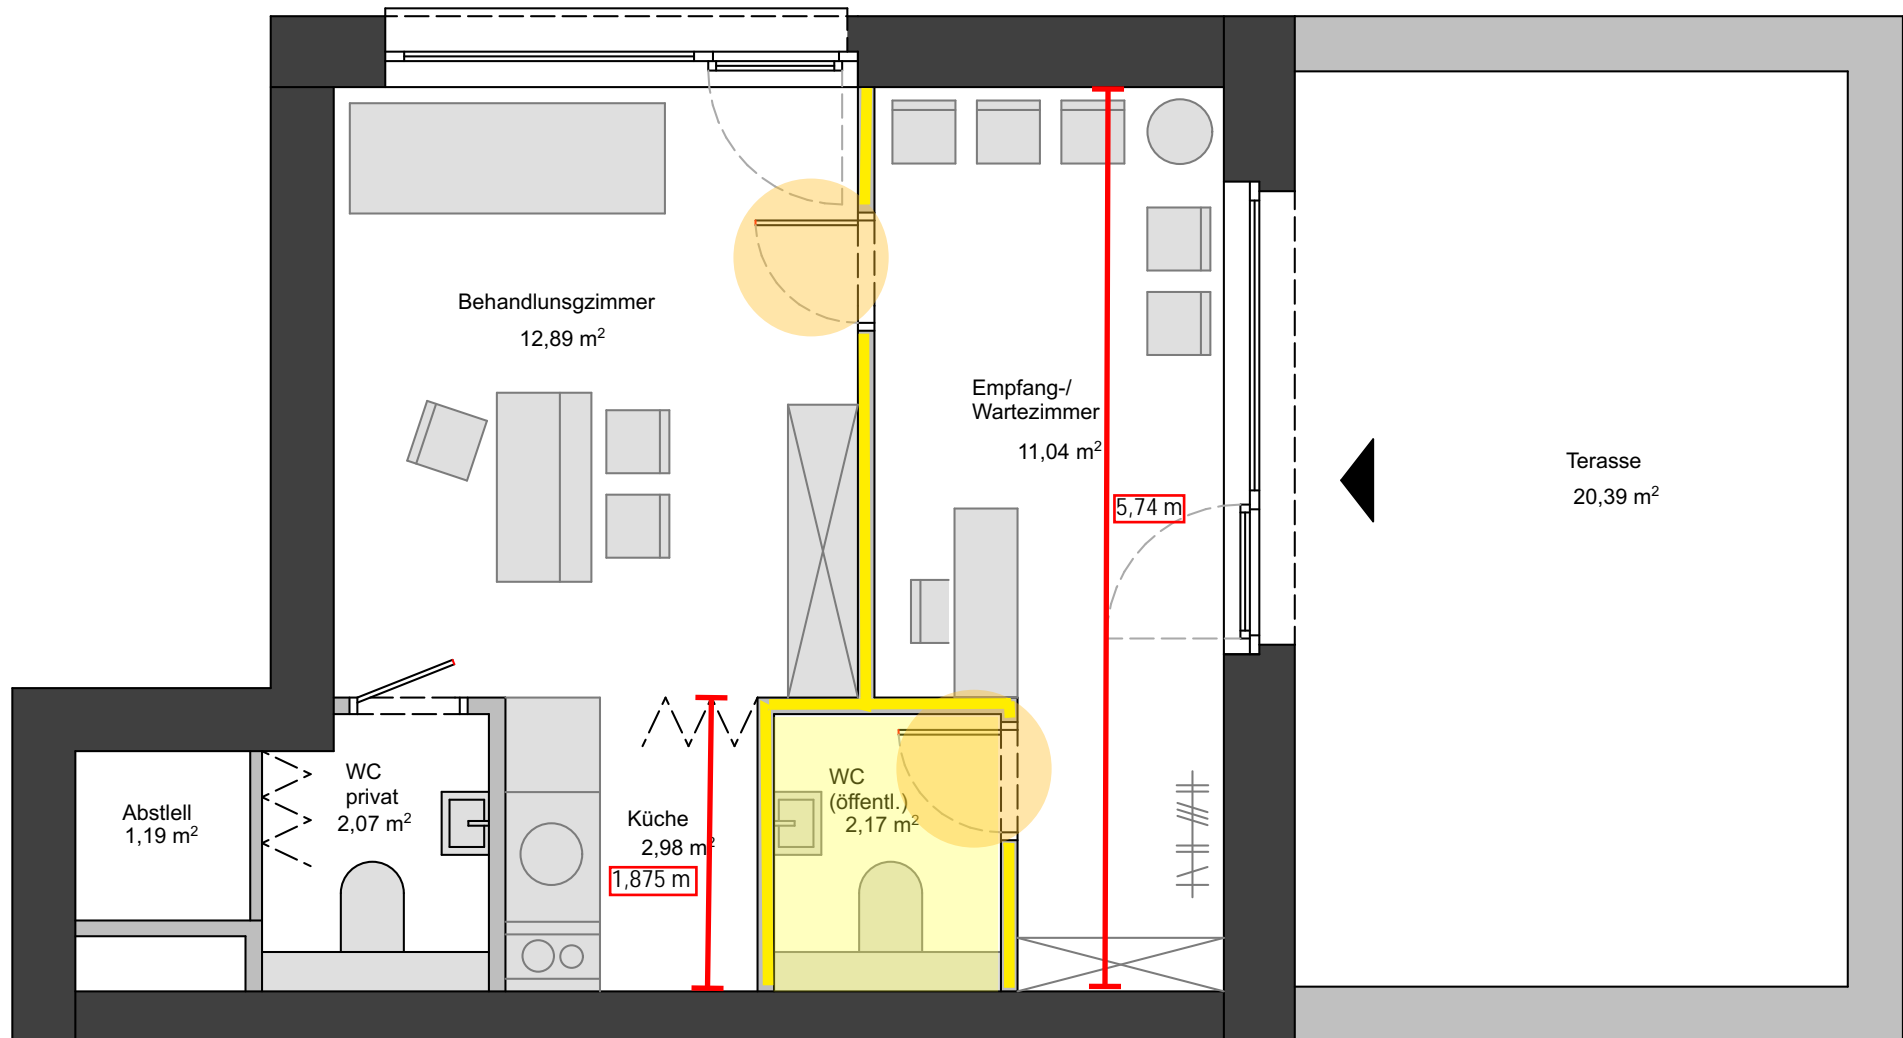 Behandlunsgzimmer
12,89 m²
Empfang-/
Wartezimmer
11,04 m²
5,74 m
Terasse
20,39 m²
Abstlell
1,19 m²
WC
privat
2,07 m²
Küche
2,98 m²
1,875 m
WC
(öffentl.)
2,17 m²